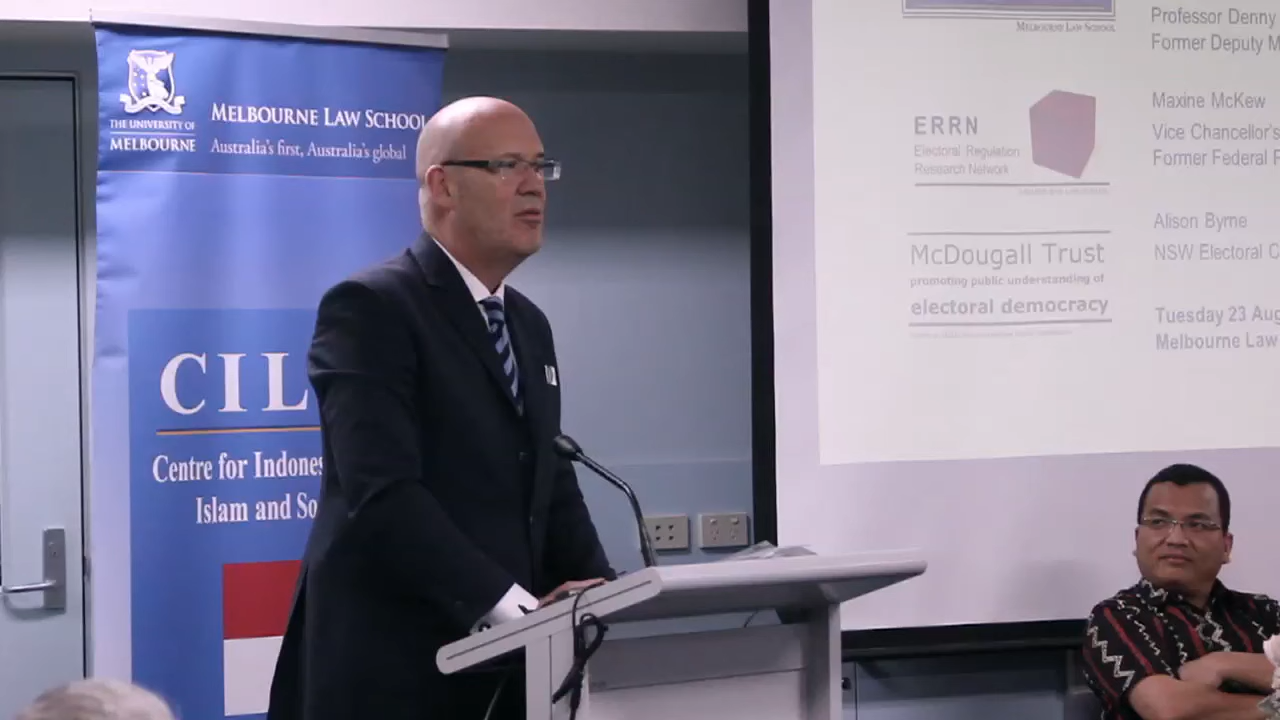 THE UNIVERSITY OF
MELBOURNE
MELBOURNE LAW SCHOOL
Australia's first, Australia's global
CIL
Centre for Indones
Islam and So
MELBOURNE LAW SCHOOL
ERRN
Electoral Regulation
Research Network
McDougall Trust
promoting public understanding of
electoral democracy
Professor Denny
Former Deputy M
Maxine McKew
Vice Chancellor's
Former Federal
Alison Byrne
NSW Electoral C
Tuesday 23 Aug
Melbourne Law